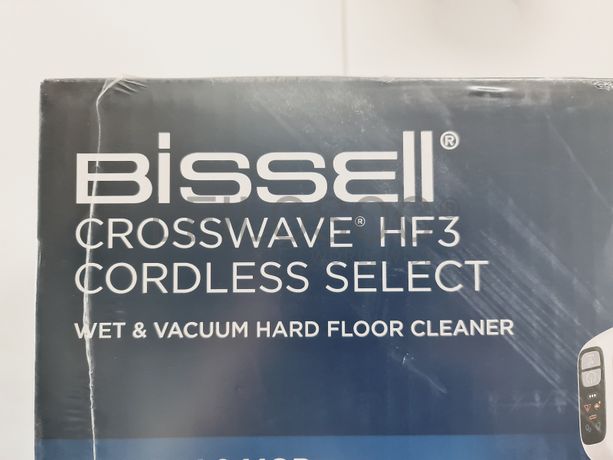 BISSELL®
CROSSWAVE® HF3
CORDLESS SELECT
WET & VACUUM HARD FLOOR CLEANER